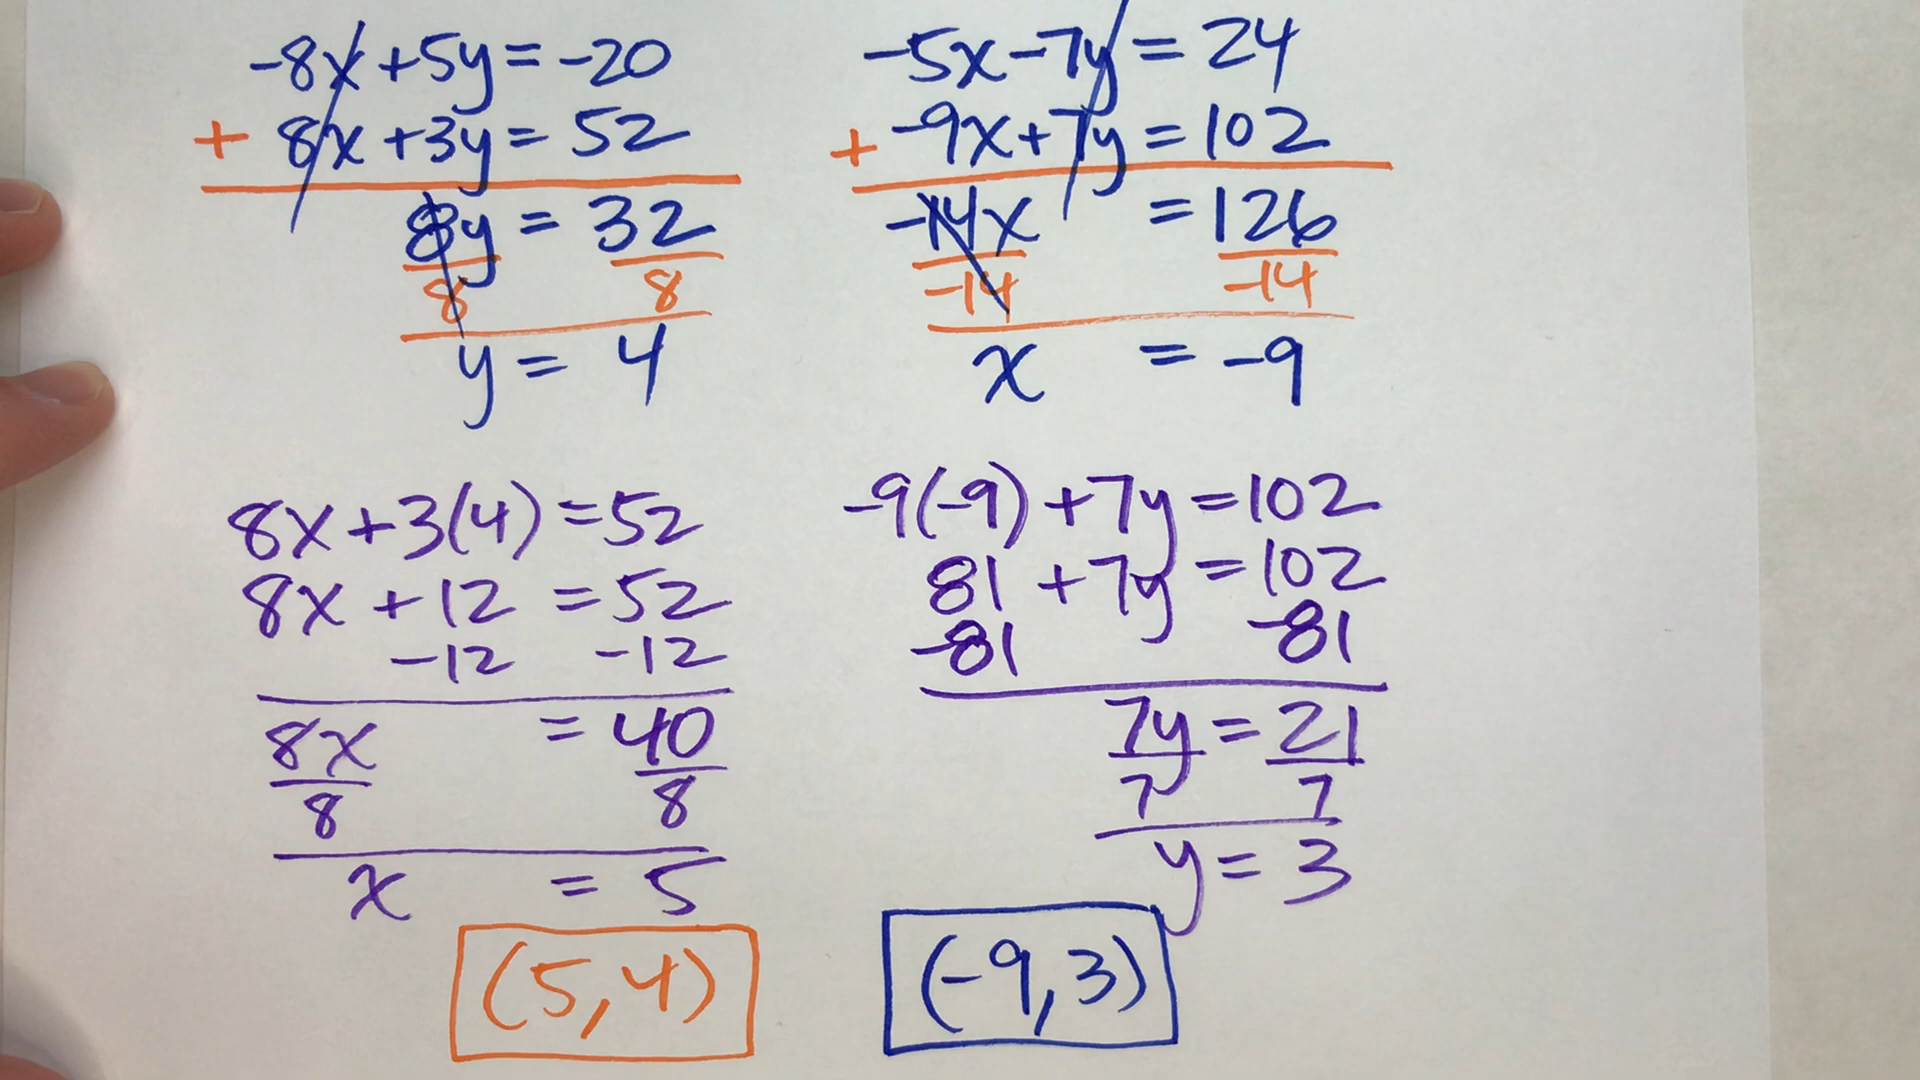 -8x+5y=-20
+ 8x+3y=52
8y=32
8 8
y=4
8x+3(4)=52
8x+12=52
-12 -12
8x=40
8 8
x=5
(5,4)
-5x-7y=24
+ -9x+7y=102
-14x=126
-14 -14
x=-9
-9(-9)+7y=102
81+7y=102
-81 -81
7y=21
7 7
y=3
(-9,3)